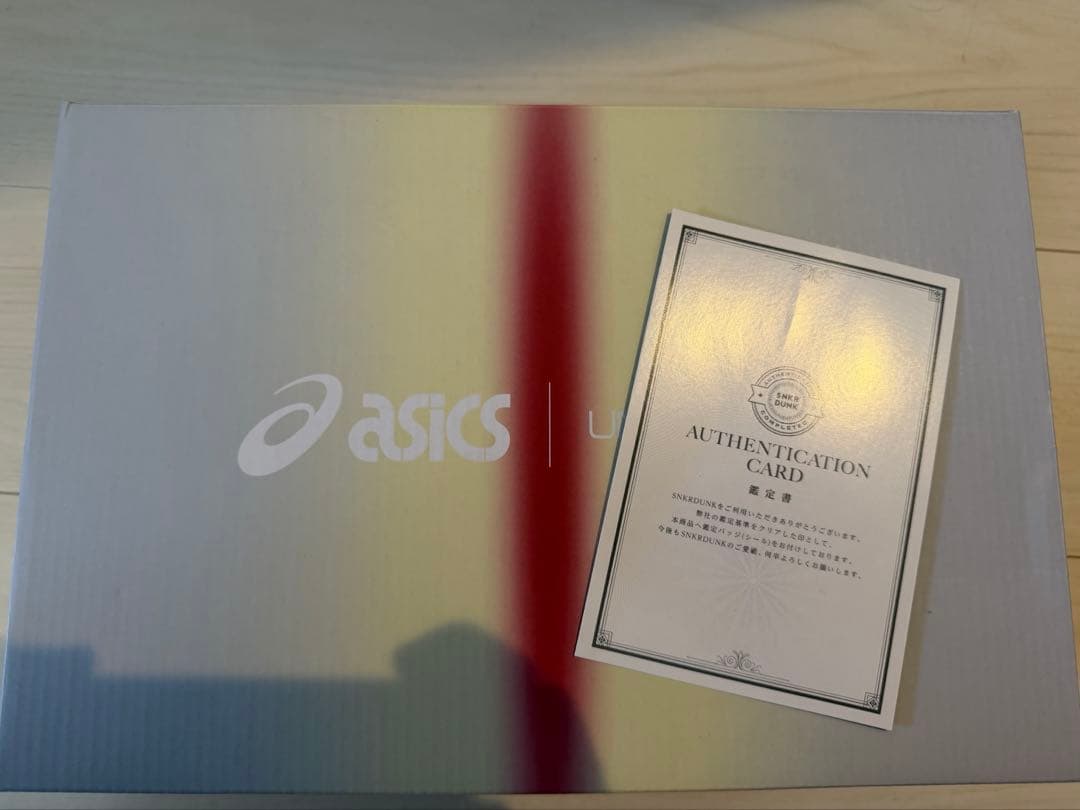 asics
AUTHENTIC
SNKR
DUNK
COMPLETED
AUTHENTICATION
CARD
鑑定書
SNKRDUNKをご利用いただきありがとうございます。
弊社の鑑定基準をクリアした印として、
本商品へ鑑定バッジ(シール)をお付けしております。
今後もSNKRDUNKのご愛顧、何卒よろしくお願いします。